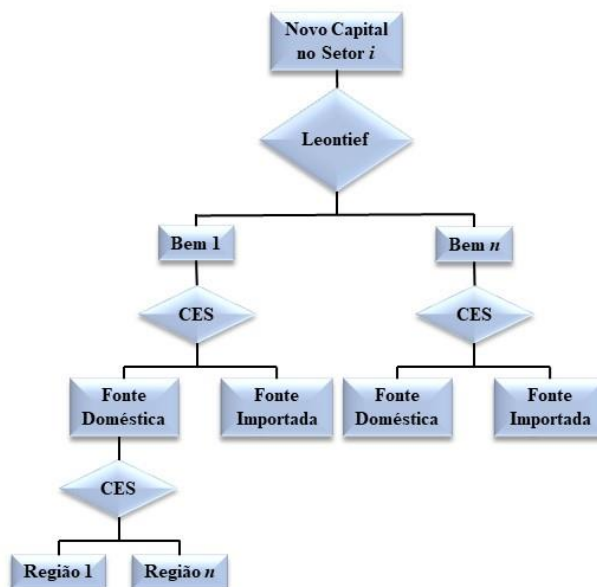 Novo Capital
no Setor i
Leontief
Bem 1
Bem n
CES
CES
Fonte
Doméstica
Fonte
Importada
Fonte
Doméstica
Fonte
Importada
CES
Região 1
Região n